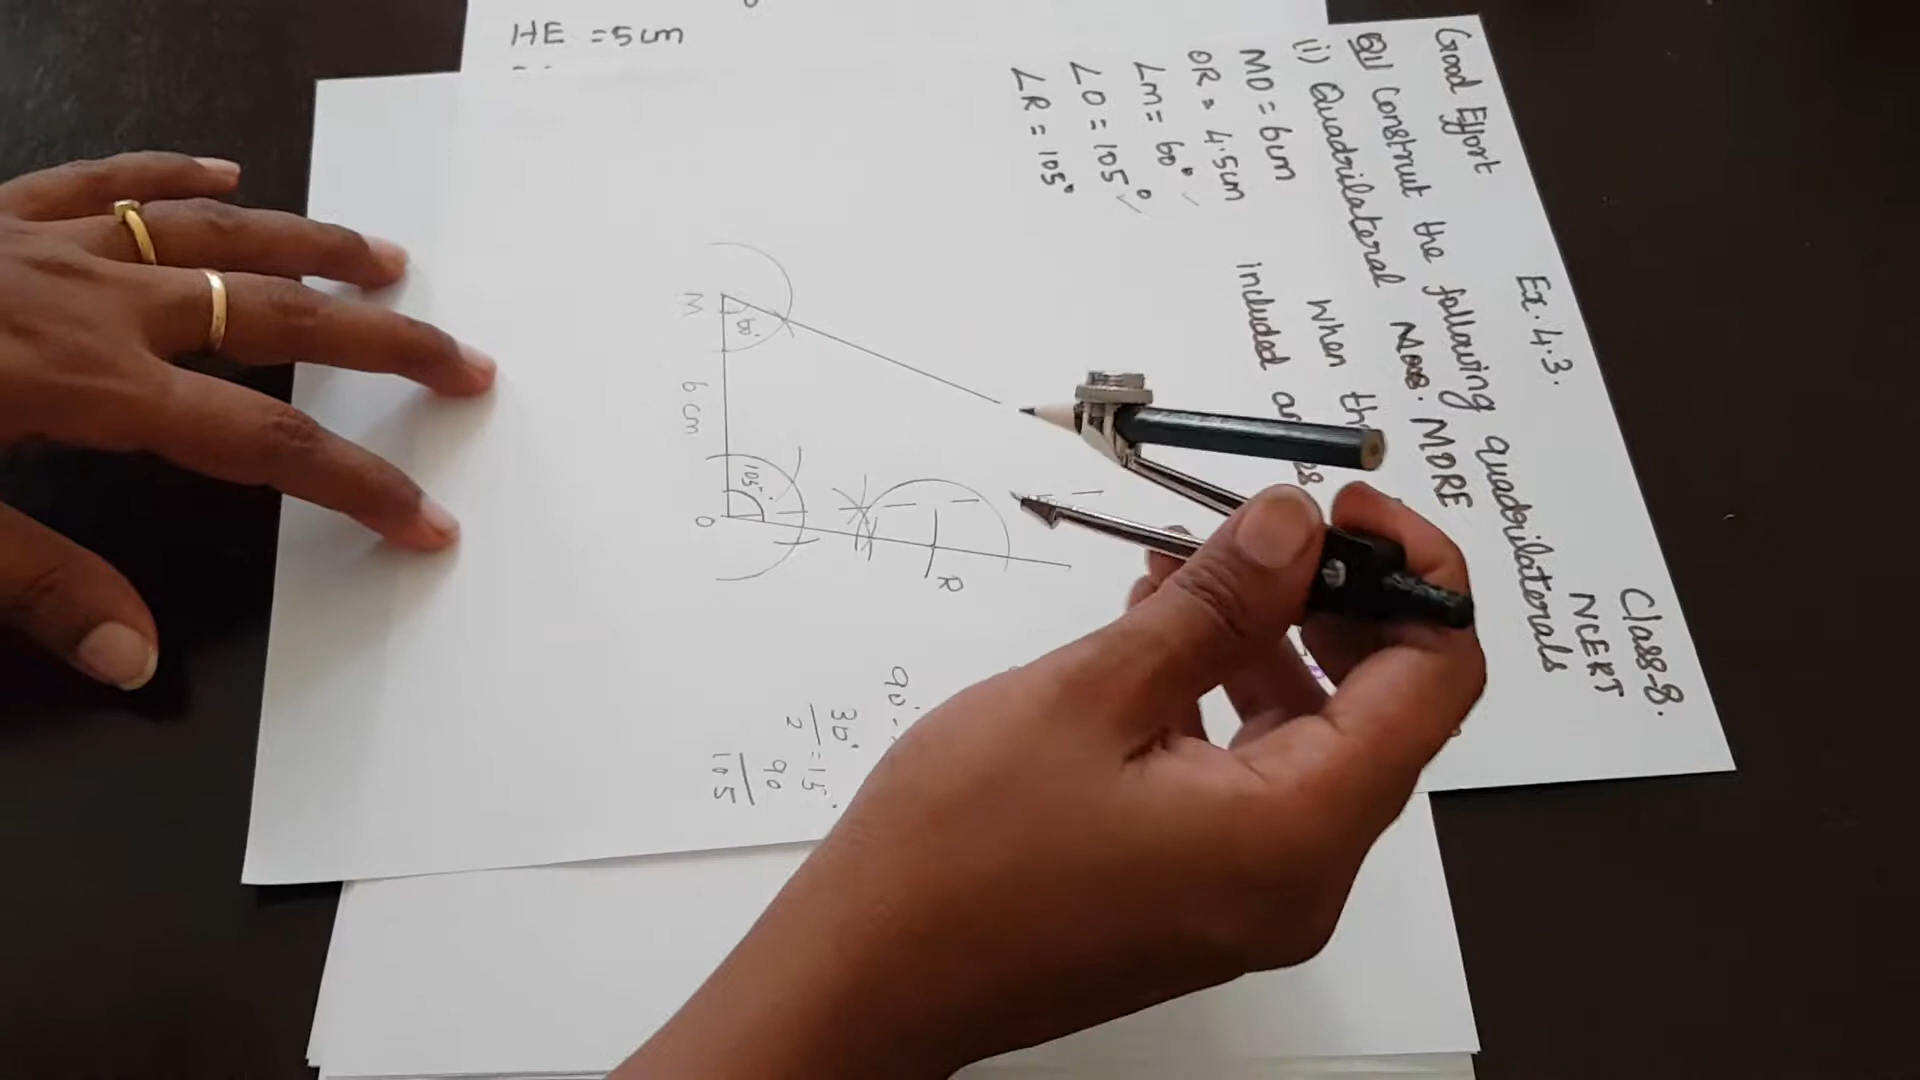 HE = 5cm
Class-8.
NCERT
Ex. 4.3.
Good Effort
Q1 Construct the following quadrilaterals
(i) Quadrilateral MORE
MO = 6cm
OR = 4.5cm
∠M = 60° ✓
∠O = 105° ✓
∠R = 105°
When
included
M
60°
6 cm
105°
O
R
90°
30°
2
= 15°
90
105